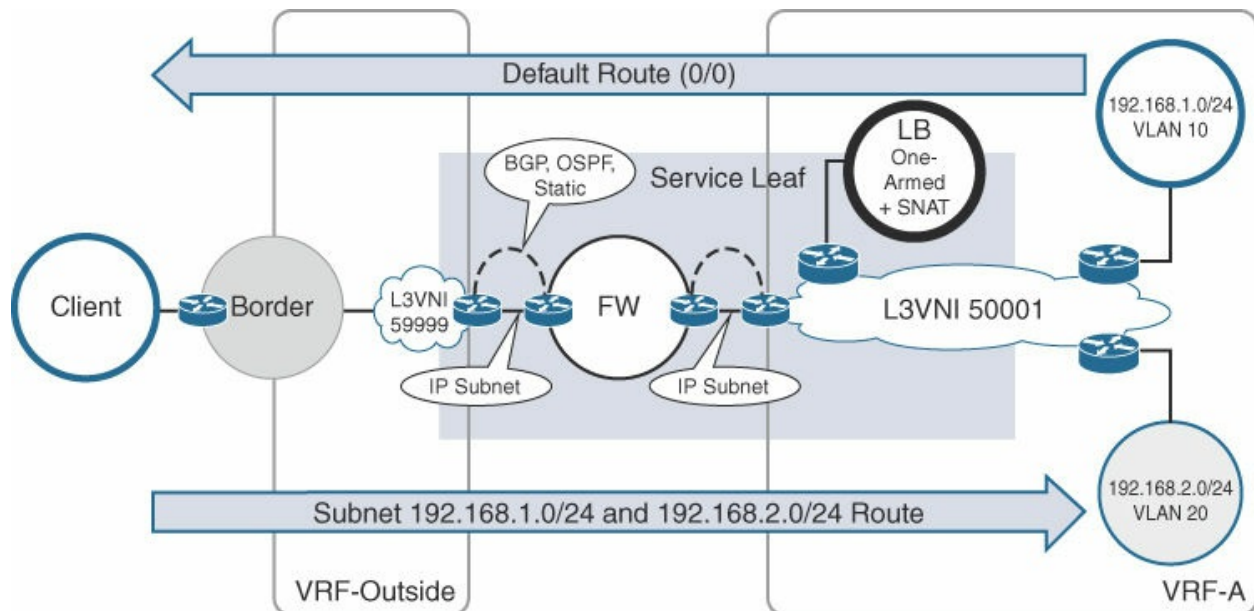 Default Route (0/0)
192.168.1.0/24
VLAN 10
LB
One-
Armed
+ SNAT
BGP, OSPF,
Static
Service Leaf
Client
Border
L3VNI
59999
FW
L3VNI 50001
IP Subnet
IP Subnet
192.168.2.0/24
VLAN 20
Subnet 192.168.1.0/24 and 192.168.2.0/24 Route
VRF-Outside
VRF-A